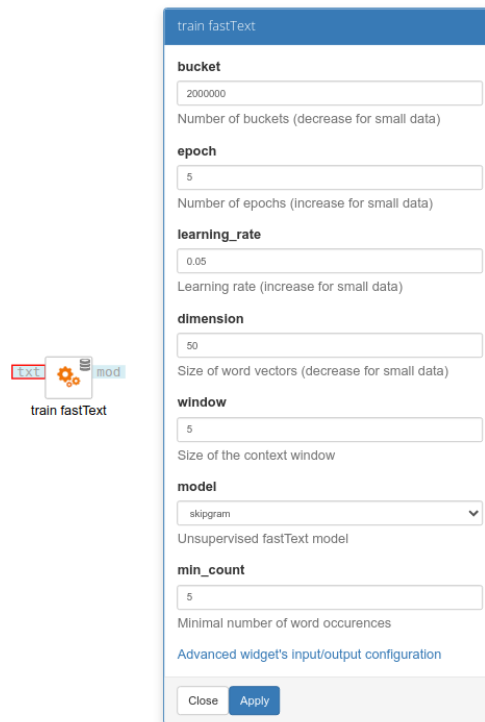 train fastText
bucket
2000000
Number of buckets (decrease for small data)
epoch
5
Number of epochs (increase for small data)
learning_rate
0.05
Learning rate (increase for small data)
dimension
50
Size of word vectors (decrease for small data)
txt mod
train fastText
window
5
Size of the context window
model
skipgram
Unsupervised fastText model
min_count
5
Minimal number of word occurences
Advanced widget's input/output configuration
Close Apply